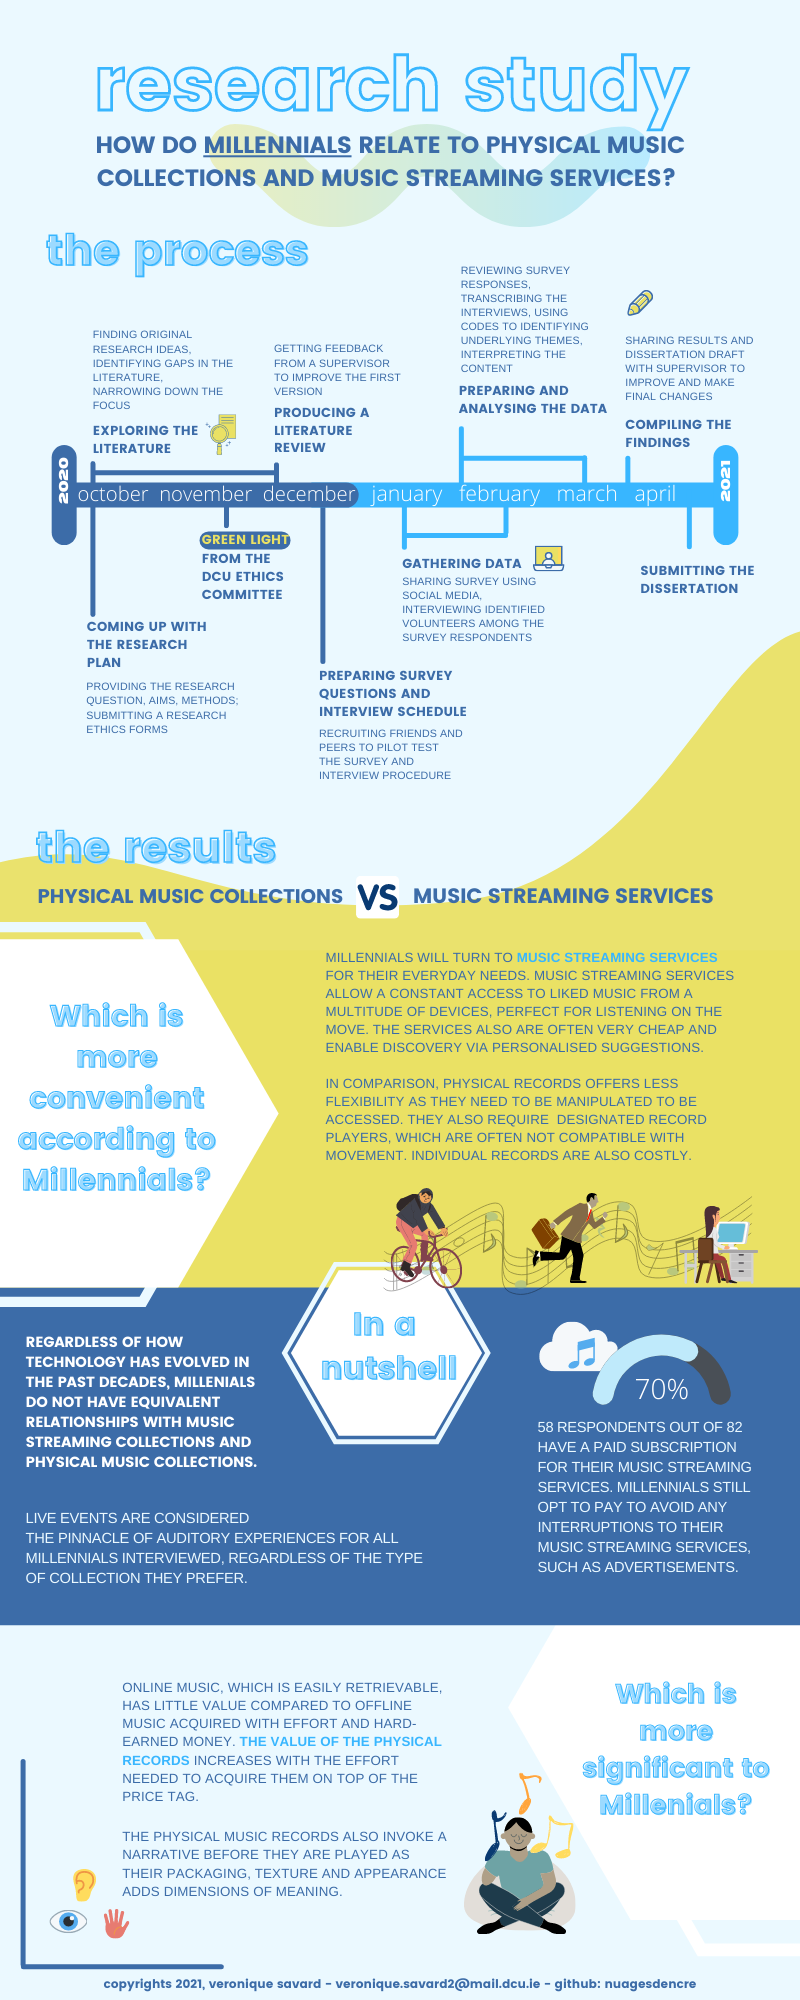 research study
HOW DO MILLENNIALS RELATE TO PHYSICAL MUSIC
COLLECTIONS AND MUSIC STREAMING SERVICES?
the process
FINDING ORIGINAL
RESEARCH IDEAS,
IDENTIFYING GAPS IN THE
LITERATURE,
NARROWING DOWN THE
FOCUS
EXPLORING THE
LITERATURE
GETTING FEEDBACK
FROM A SUPERVISOR
TO IMPROVE THE FIRST
VERSION
PRODUCING A
LITERATURE
REVIEW
REVIEWING SURVEY
RESPONSES,
TRANSCRIBING THE
INTERVIEWS, USING
CODES TO IDENTIFYING
UNDERLYING THEMES,
INTERPRETING THE
CONTENT
PREPARING AND
ANALYSING THE DATA
SHARING RESULTS AND
DISSERTATION DRAFT
WITH SUPERVISOR TO
IMPROVE AND MAKE
FINAL CHANGES
COMPILING THE
FINDINGS
2020
october november december january february march april
2021
GREEN LIGHT
FROM THE
DCU ETHICS
COMMITTEE
COMING UP WITH
THE RESEARCH
PLAN
PROVIDING THE RESEARCH
QUESTION, AIMS, METHODS;
SUBMITTING A RESEARCH
ETHICS FORMS
GATHERING DATA
SHARING SURVEY USING
SOCIAL MEDIA,
INTERVIEWING IDENTIFIED
VOLUNTEERS AMONG THE
SURVEY RESPONDENTS
SUBMITTING THE
DISSERTATION
PREPARING SURVEY
QUESTIONS AND
INTERVIEW SCHEDULE
RECRUITING FRIENDS AND
PEERS TO PILOT TEST
THE SURVEY AND
INTERVIEW PROCEDURE
the results
PHYSICAL MUSIC COLLECTIONS VS MUSIC STREAMING SERVICES
Which is
more
convenient
according to
Millennials?
MILLENNIALS WILL TURN TO MUSIC STREAMING SERVICES
FOR THEIR EVERYDAY NEEDS. MUSIC STREAMING SERVICES
ALLOW A CONSTANT ACCESS TO LIKED MUSIC FROM A
MULTITUDE OF DEVICES, PERFECT FOR LISTENING ON THE
MOVE. THE SERVICES ALSO ARE OFTEN VERY CHEAP AND
ENABLE DISCOVERY VIA PERSONALISED SUGGESTIONS.
IN COMPARISON, PHYSICAL RECORDS OFFERS LESS
FLEXIBILITY AS THEY NEED TO BE MANIPULATED TO BE
ACCESSED. THEY ALSO REQUIRE DESIGNATED RECORD
PLAYERS, WHICH ARE OFTEN NOT COMPATIBLE WITH
MOVEMENT. INDIVIDUAL RECORDS ARE ALSO COSTLY.
In a
nutshell
REGARDLESS OF HOW
TECHNOLOGY HAS EVOLVED IN
THE PAST DECADES, MILLENIALS
DO NOT HAVE EQUIVALENT
RELATIONSHIPS WITH MUSIC
STREAMING COLLECTIONS AND
PHYSICAL MUSIC COLLECTIONS.
LIVE EVENTS ARE CONSIDERED
THE PINNACLE OF AUDITORY EXPERIENCES FOR ALL
MILLENNIALS INTERVIEWED, REGARDLESS OF THE TYPE
OF COLLECTION THEY PREFER.
70%
58 RESPONDENTS OUT OF 82
HAVE A PAID SUBSCRIPTION
FOR THEIR MUSIC STREAMING
SERVICES. MILLENNIALS STILL
OPT TO PAY TO AVOID ANY
INTERRUPTIONS TO THEIR
MUSIC STREAMING SERVICES,
SUCH AS ADVERTISEMENTS.
ONLINE MUSIC, WHICH IS EASILY RETRIEVABLE,
HAS LITTLE VALUE COMPARED TO OFFLINE
MUSIC ACQUIRED WITH EFFORT AND HARD-
EARNED MONEY. THE VALUE OF THE PHYSICAL
RECORDS INCREASES WITH THE EFFORT
NEEDED TO ACQUIRE THEM ON TOP OF THE
PRICE TAG.
THE PHYSICAL MUSIC RECORDS ALSO INVOKE A
NARRATIVE BEFORE THEY ARE PLAYED AS
THEIR PACKAGING, TEXTURE AND APPEARANCE
ADDS DIMENSIONS OF MEANING.
Which is
more
significant to
Millenials?
copyrights 2021, veronique savard - veronique.savard2@mail.dcu.ie - github: nuagesdencre